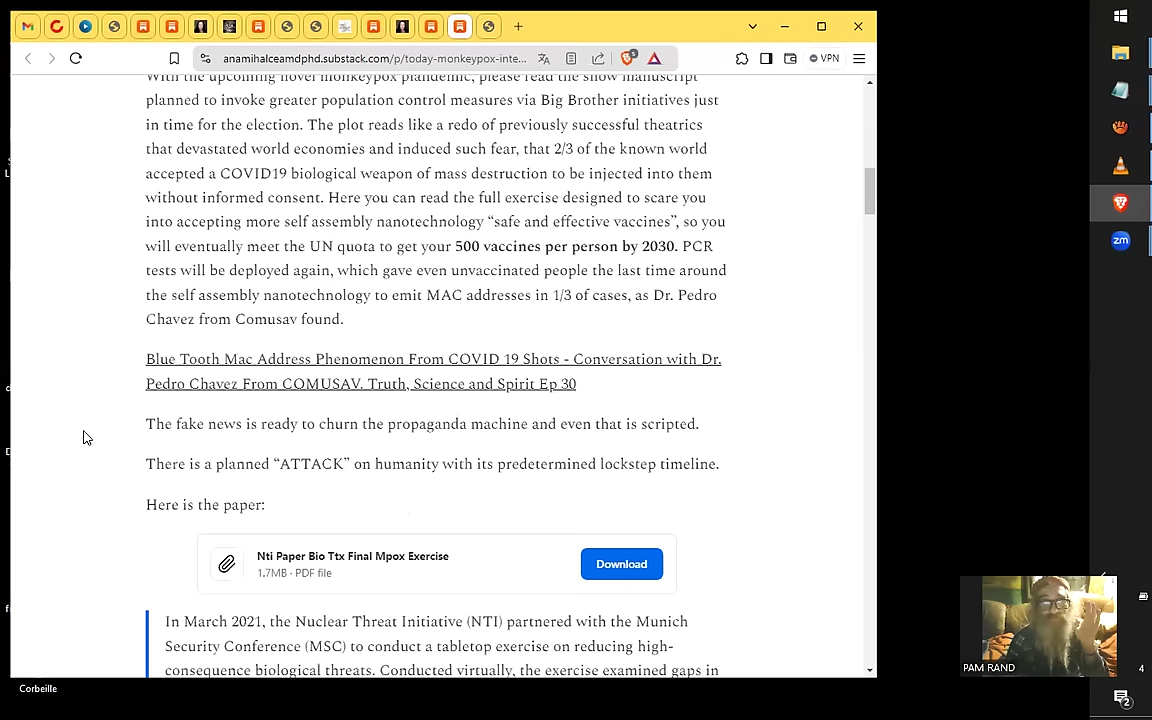 anamihalceamdphd.substack.com/p/today-monkeypox-inte...
5
VPN
With the upcoming novel monkeypox plandemic, please read the show manuscript
planned to invoke greater population control measures via Big Brother initiatives just
in time for the election. The plot reads like a redo of previously successful theatrics
that devastated world economies and induced such fear, that 2/3 of the known world
accepted a COVID19 biological weapon of mass destruction to be injected into them
without informed consent. Here you can read the full exercise designed to scare you
into accepting more self assembly nanotechnology “safe and effective vaccines”, so you
will eventually meet the UN quota to get your 500 vaccines per person by 2030. PCR
tests will be deployed again, which gave even unvaccinated people the last time around
the self assembly nanotechnology to emit MAC addresses in 1/3 of cases, as Dr. Pedro
Chavez from Comusav found.
Blue Tooth Mac Address Phenomenon From COVID 19 Shots - Conversation with Dr.
Pedro Chavez From COMUSAV. Truth, Science and Spirit Ep 30
The fake news is ready to churn the propaganda machine and even that is scripted.
There is a planned “ATTACK” on humanity with its predetermined lockstep timeline.
Here is the paper:
Nti Paper Bio Ttx Final Mpox Exercise
1.7MB · PDF file
Download
In March 2021, the Nuclear Threat Initiative (NTI) partnered with the Munich
Security Conference (MSC) to conduct a tabletop exercise on reducing high-
consequence biological threats. Conducted virtually, the exercise examined gaps in
Corbeille
zm
PAM RAND
4
2